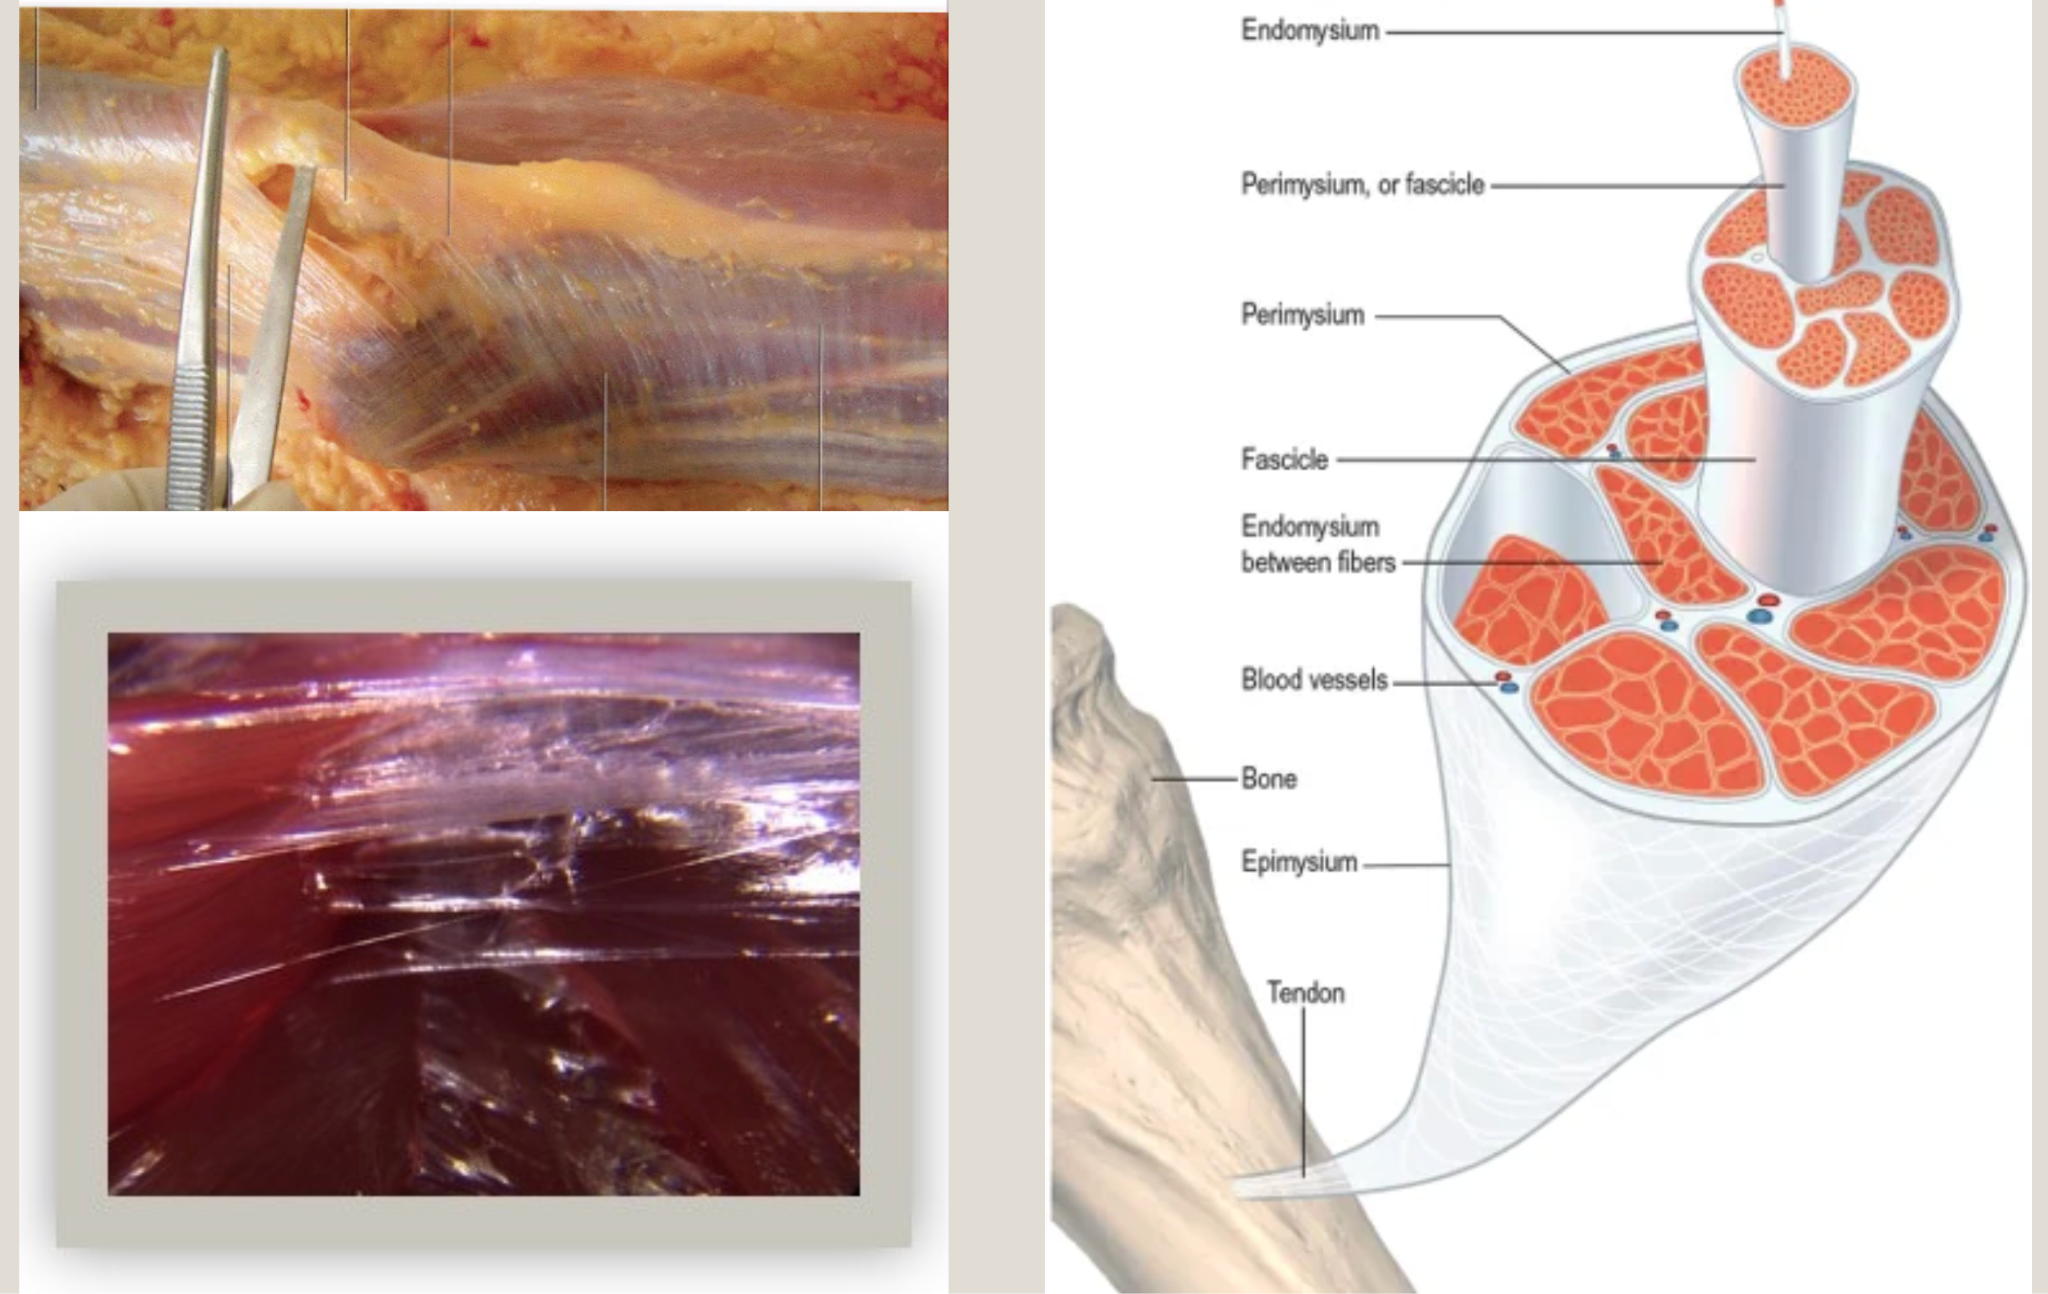 Endomysium
Perimysium, or fascicle
Perimysium
Fascicle
Endomysium
between fibers
Blood vessels
Bone
Epimysium
Tendon